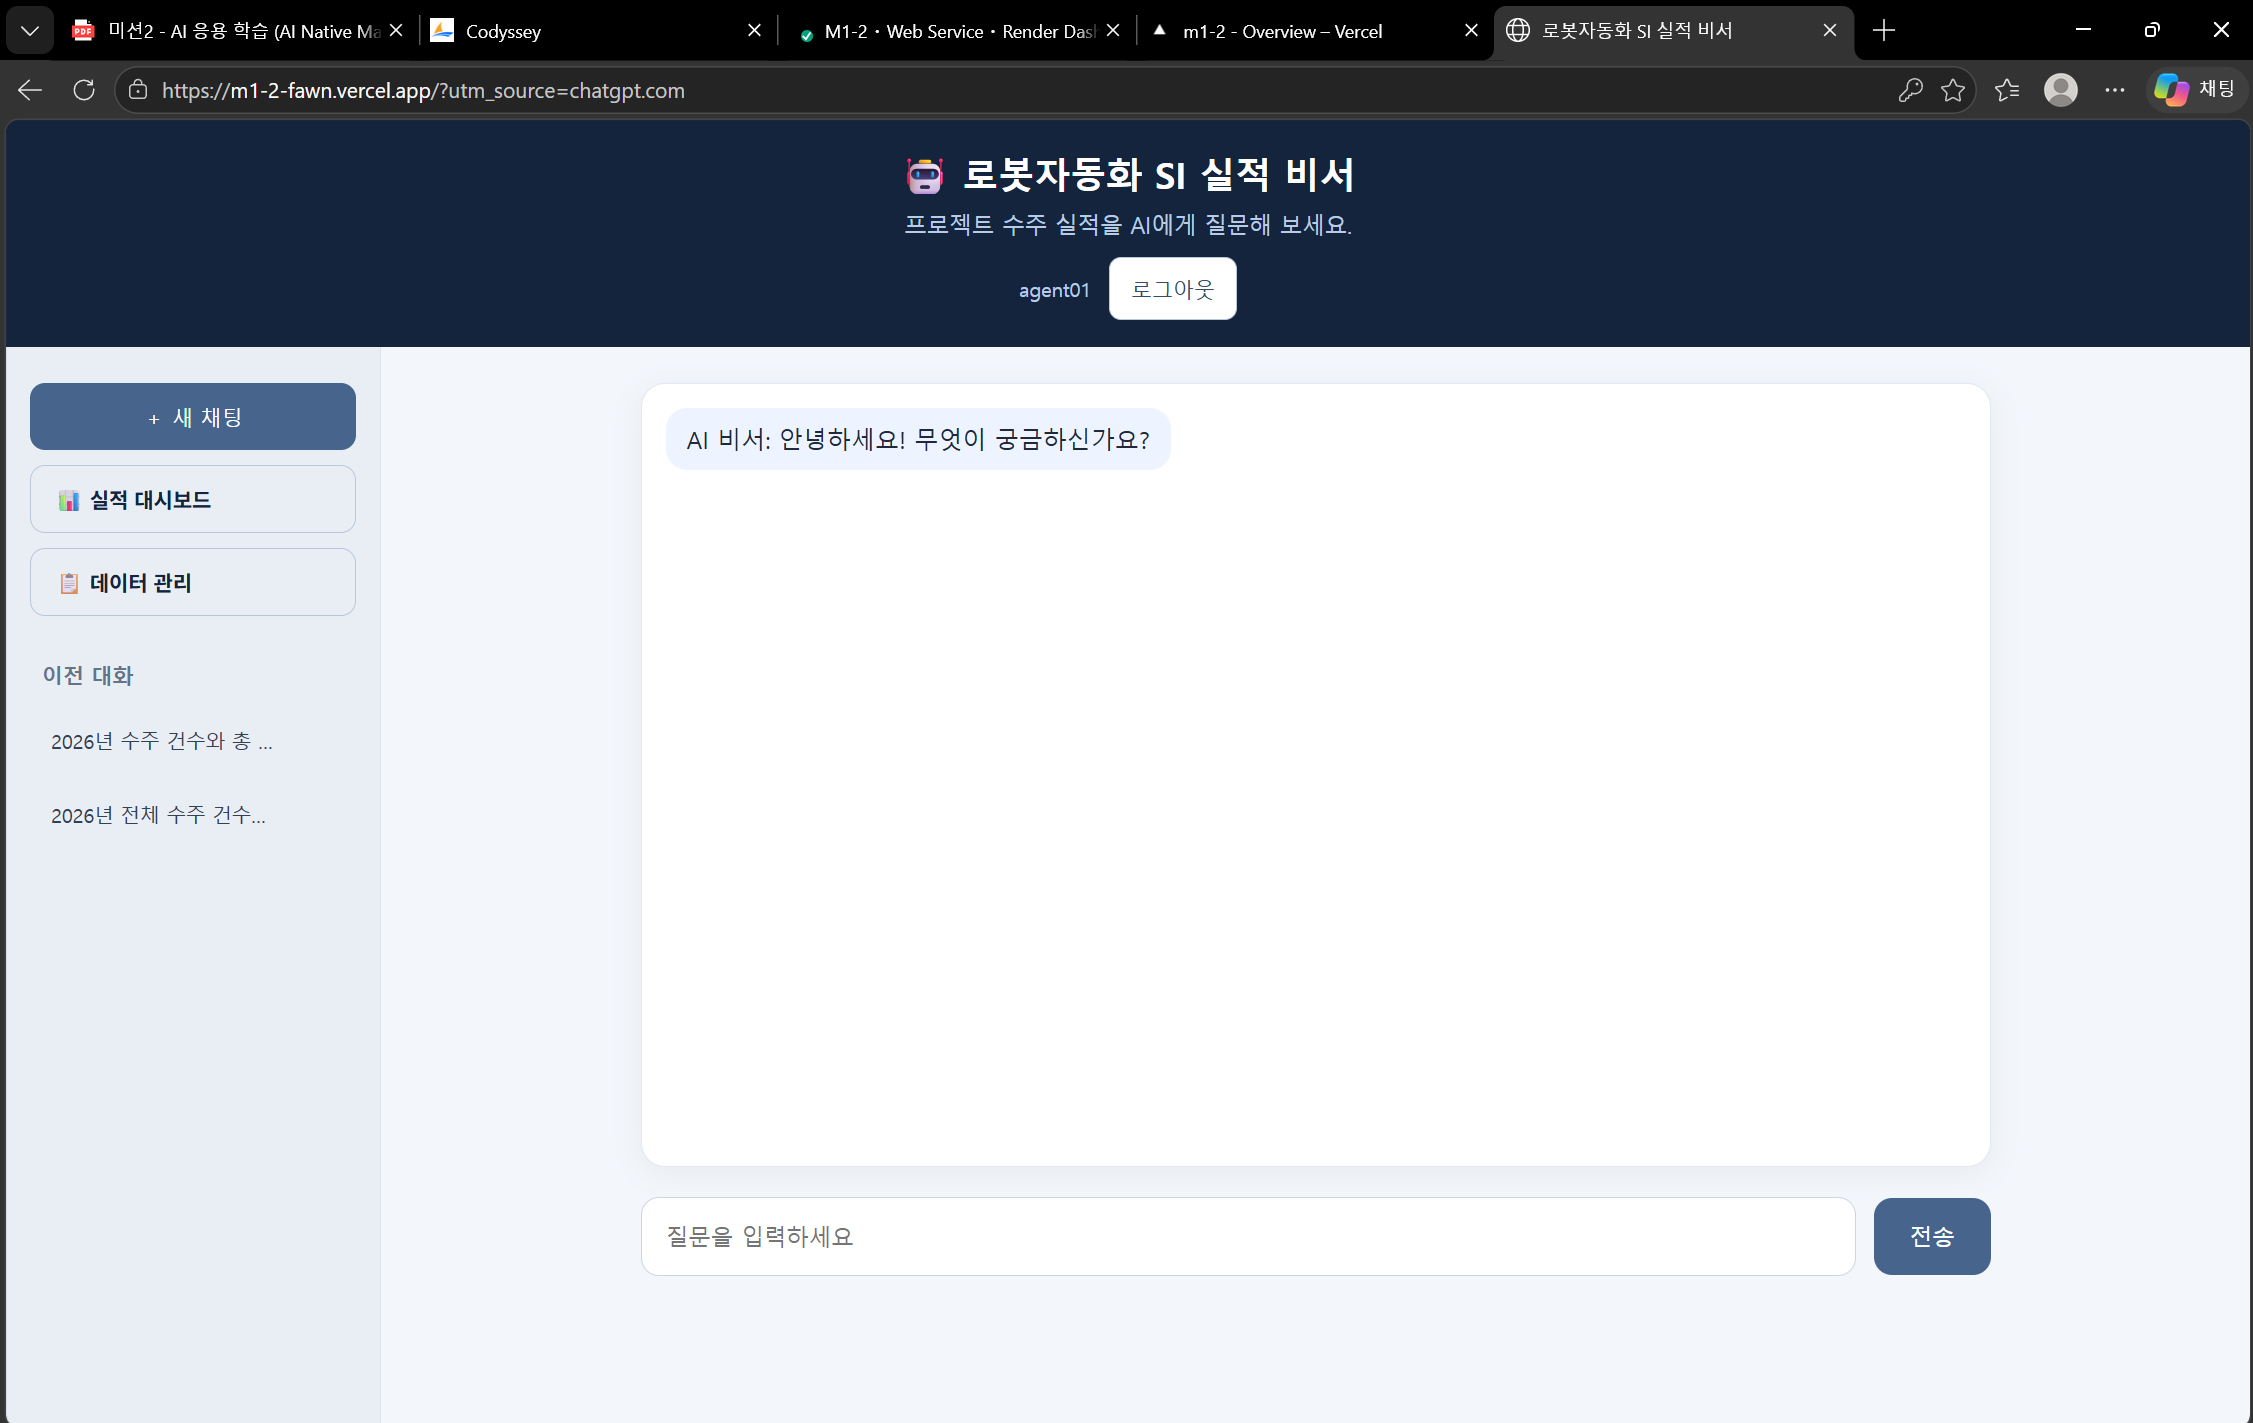 미션2 - AI 응용 학습 (AI Native Ma
Codyssey
M1-2 · Web Service · Render Dash
m1-2 - Overview – Vercel
로봇자동화 SI 실적 비서
https://m1-2-fawn.vercel.app/?utm_source=chatgpt.com
채팅
로봇자동화 SI 실적 비서
프로젝트 수주 실적을 AI에게 질문해 보세요.
agent01
로그아웃
+ 새 채팅
실적 대시보드
데이터 관리
이전 대화
2026년 수주 건수와 총 ...
2026년 전체 수주 건수...
AI 비서: 안녕하세요! 무엇이 궁금하신가요?
질문을 입력하세요
전송